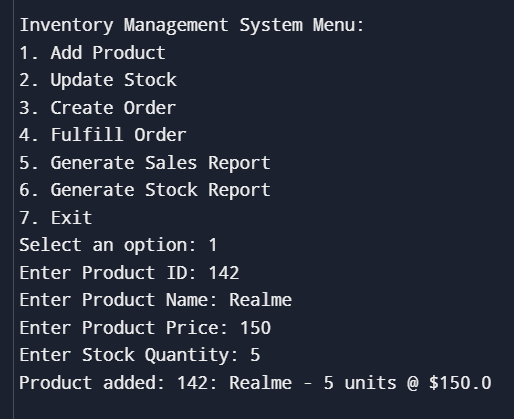 Inventory Management System Menu:
1. Add Product
2. Update Stock
3. Create Order
4. Fulfill Order
5. Generate Sales Report
6. Generate Stock Report
7. Exit
Select an option: 1
Enter Product ID: 142
Enter Product Name: Realme
Enter Product Price: 150
Enter Stock Quantity: 5
Product added: 142: Realme - 5 units @ $150.0